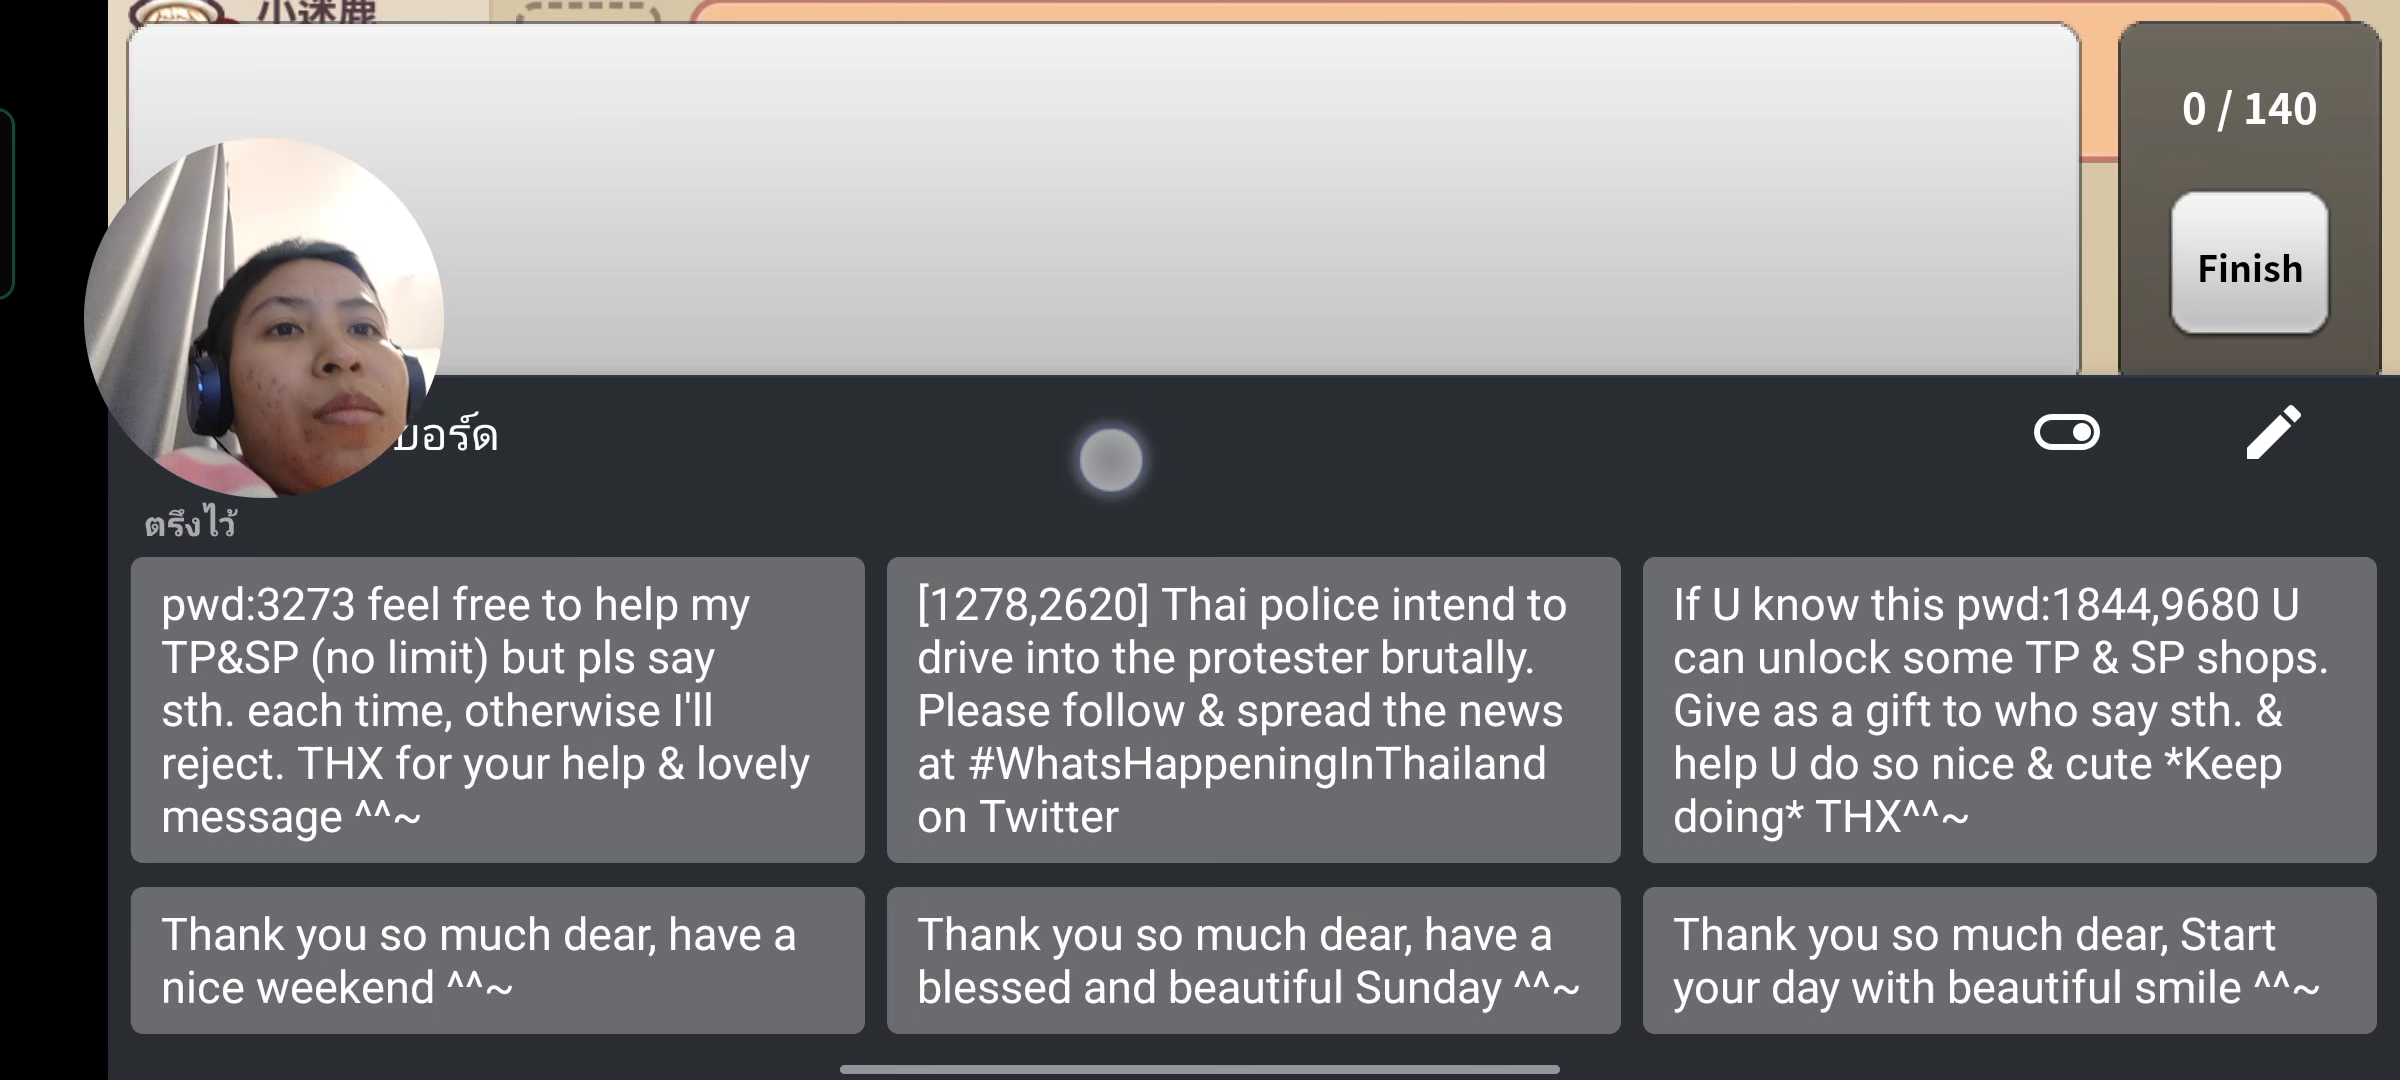 小迷鹿
0 / 140
Finish
บอร์ด
ตรึงไว้
pwd:3273 feel free to help my
TP&SP (no limit) but pls say
sth. each time, otherwise I'll
reject. THX for your help & lovely
message ^^~
[1278,2620] Thai police intend to
drive into the protester brutally.
Please follow & spread the news
at #WhatsHappeningInThailand
on Twitter
If U know this pwd:1844,9680 U
can unlock some TP & SP shops.
Give as a gift to who say sth. &
help U do so nice & cute *Keep
doing* THX^^~
Thank you so much dear, have a
nice weekend ^^~
Thank you so much dear, have a
blessed and beautiful Sunday ^^~
Thank you so much dear, Start
your day with beautiful smile ^^~